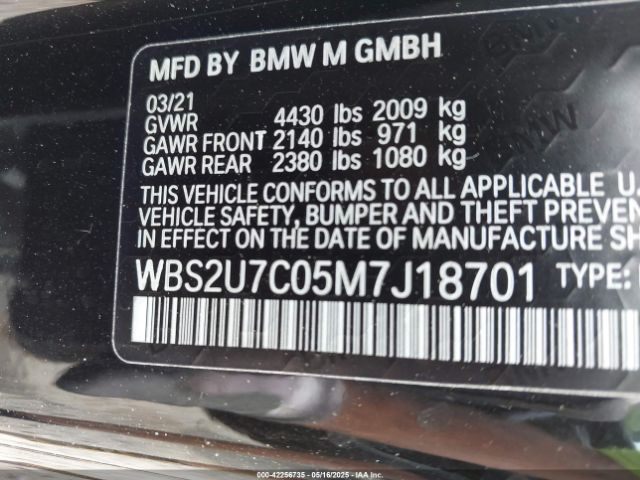 MFD BY BMW M GMBH
03/21
GVWR 4430 lbs 2009 kg
GAWR FRONT 2140 lbs 971 kg
GAWR REAR 2380 lbs 1080 kg
THIS VEHICLE CONFORMS TO ALL APPLICABLE U.
VEHICLE SAFETY, BUMPER AND THEFT PREVEN
IN EFFECT ON THE DATE OF MANUFACTURE SH
WBS2U7C05M7J18701 TYPE:
000-42256735 - 05/16/2025 - IAAI.COM